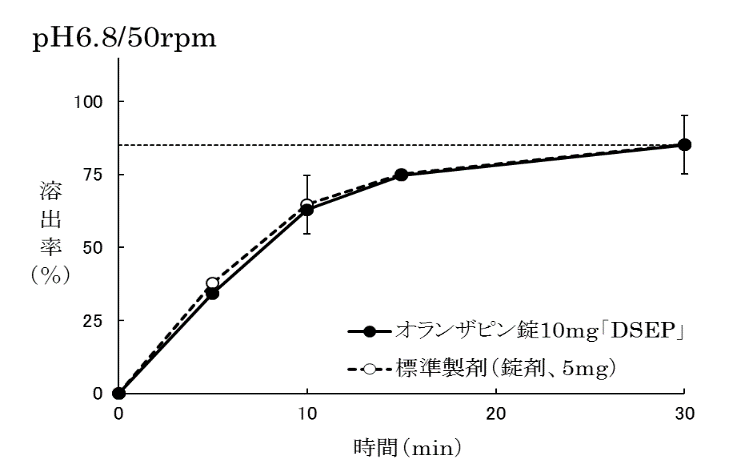 pH6.8/50rpm
100
75
50
25
0
溶出率(%)
オランザピン錠10mg「DSEP」
標準製剤(錠剤、5mg)
0 10 20 30
時間(min)